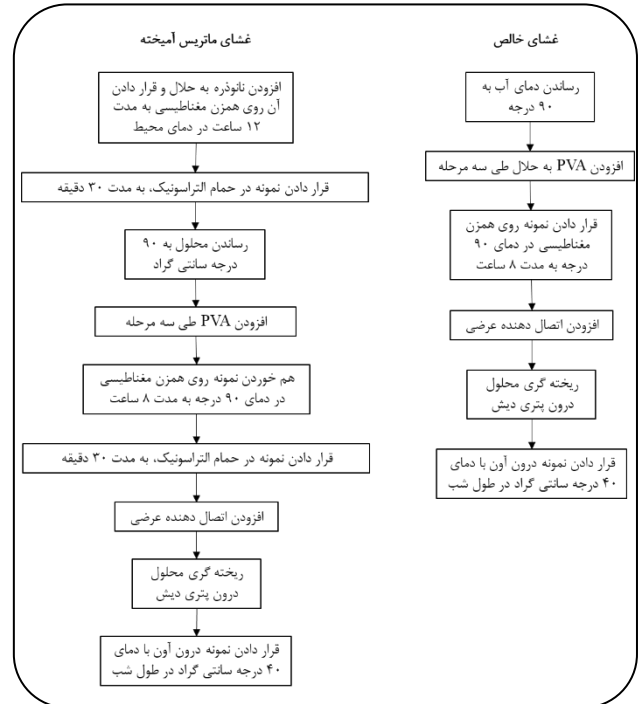 غشای خالص
رساندن دمای آب به
۹۰ درجه
افزودن PVA به حلال طی سه مرحله
قرار دادن نمونه روی همزن
مغناطیسی در دمای ۹۰
درجه به مدت ۸ ساعت
افزودن اتصال دهنده عرضی
ریخته گری محلول
درون پتری دیش
قرار دادن نمونه درون آون با دمای
۴۰ درجه سانتی گراد در طول شب
غشای ماتریس آمیخته
افزودن نانوذره به حلال و قرار دادن
آن روی همزن مغناطیسی به مدت
۱۲ ساعت در دمای محیط
قرار دادن نمونه در حمام التراسونیک، به مدت ۳۰ دقیقه
رساندن محلول به ۹۰
درجه سانتی گراد
افزودن PVA طی سه مرحله
هم خوردن نمونه روی همزن مغناطیسی
در دمای ۹۰ درجه به مدت ۸ ساعت
قرار دادن نمونه در حمام التراسونیک، به مدت ۳۰ دقیقه
افزودن اتصال دهنده عرضی
ریخته گری محلول
درون پتری دیش
قرار دادن نمونه درون آون با دمای
۴۰ درجه سانتی گراد در طول شب